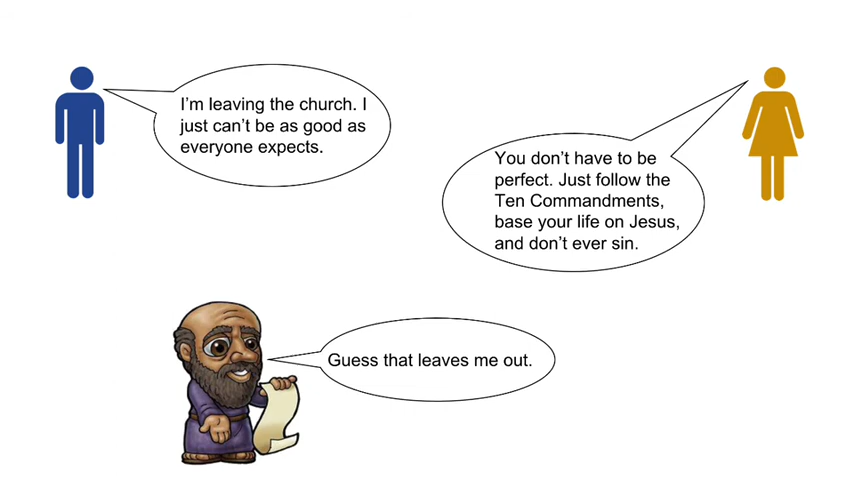 I'm leaving the church. I
just can't be as good as
everyone expects.
You don't have to be
perfect. Just follow the
Ten Commandments,
base your life on Jesus,
and don't ever sin.
Guess that leaves me out.